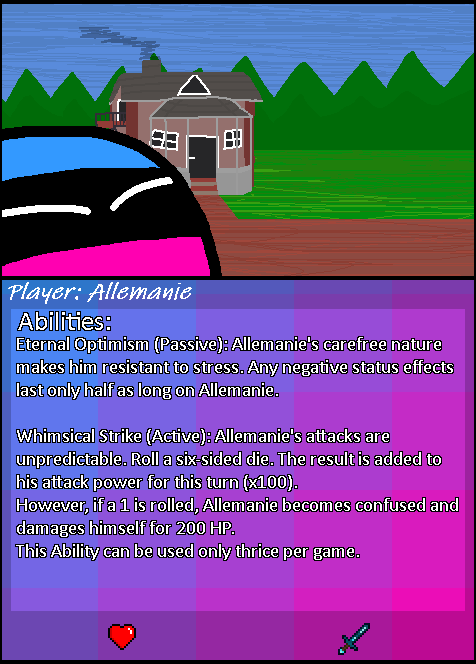 Player: Allemanie
Abilities:
Eternal Optimism (Passive): Allemanie's carefree nature
makes him resistant to stress. Any negative status effects
last only half as long on Allemanie.
Whimsical Strike (Active): Allemanie's attacks are
unpredictable. Roll a six-sided die. The result is added to
his attack power for this turn (x100).
However, if a 1 is rolled, Allemanie becomes confused and
damages himself for 200 HP.
This Ability can be used only thrice per game.